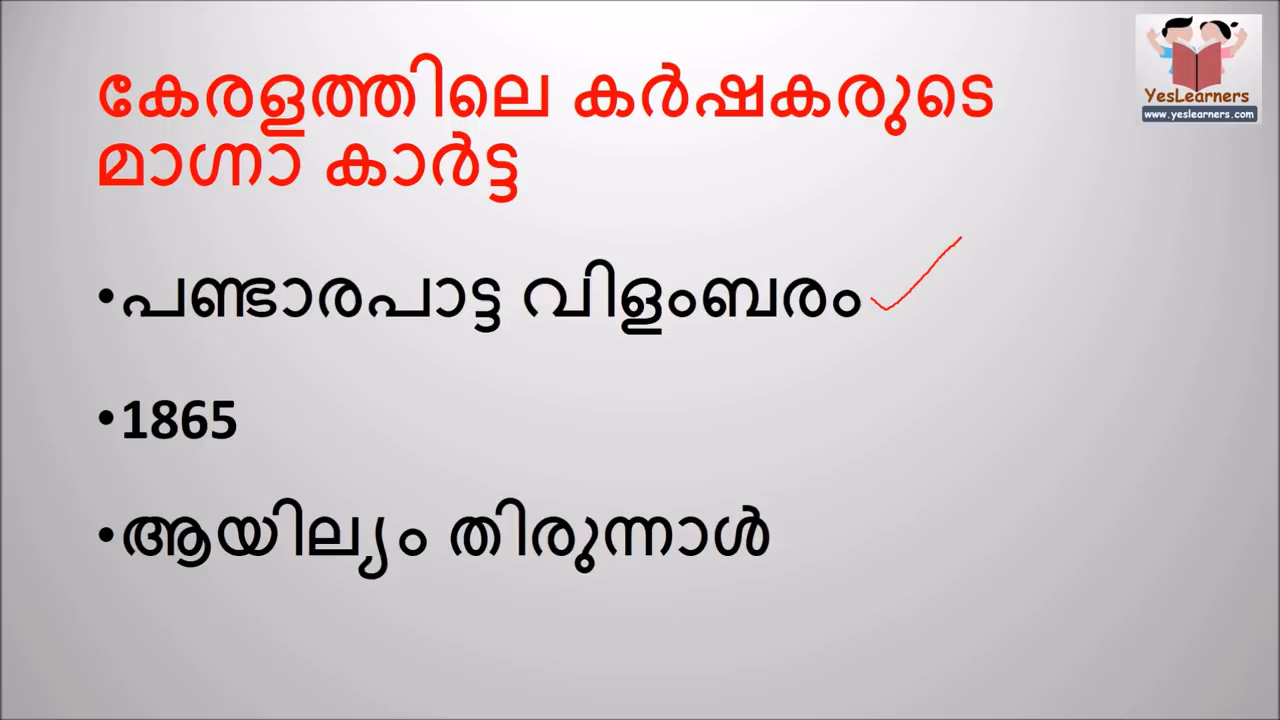 കേരളത്തിലെ കർഷകരുടെ
മാഗ്നാ കാർട്ട
•പണ്ടാരപാട്ട വിളംബരം
•1865
•ആയില്യം തിരുന്നാൾ
YesLearners
www.yeslearners.com